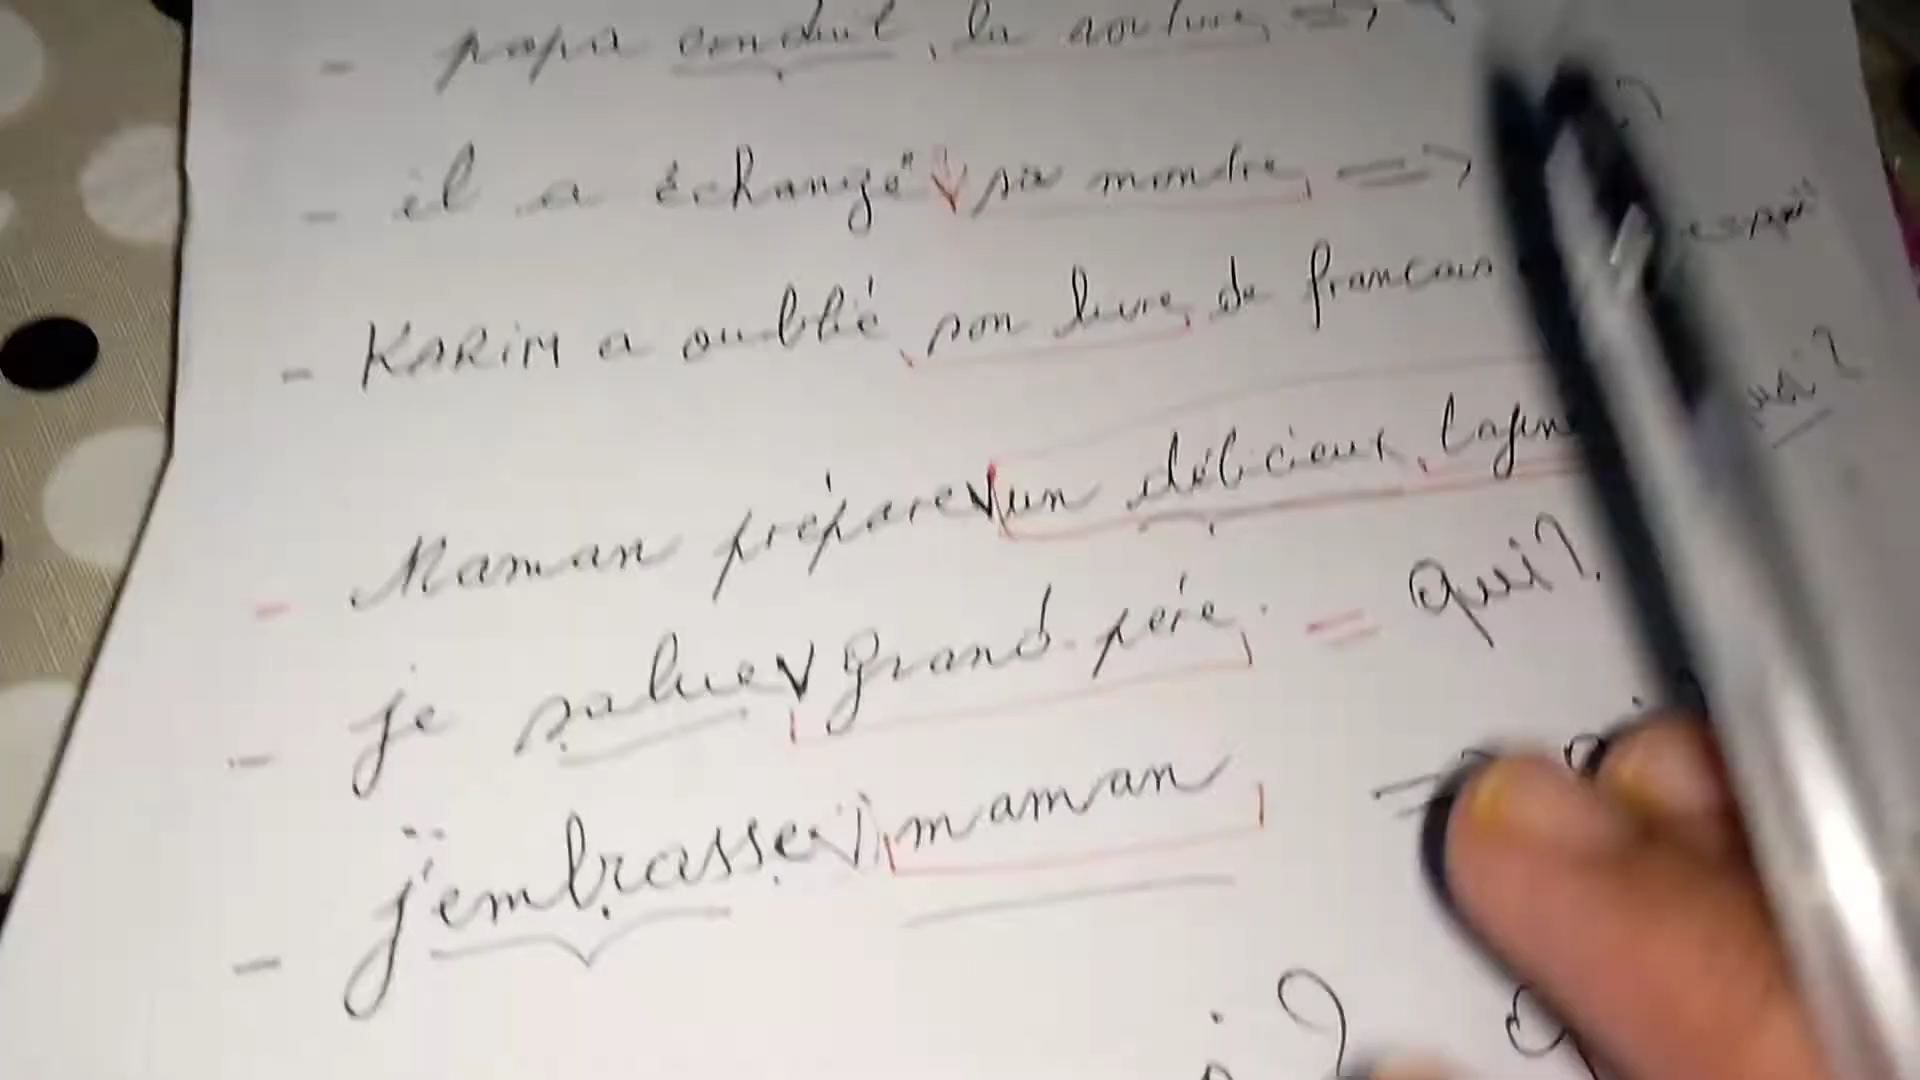 - papa conduit la voiture =>
- il a échangé sa montre =>
- KARIM a oublié son livre de français
- Maman prépare un délicieux tajin
- je salue grand-père. = qui?
- j'embrasse maman =>